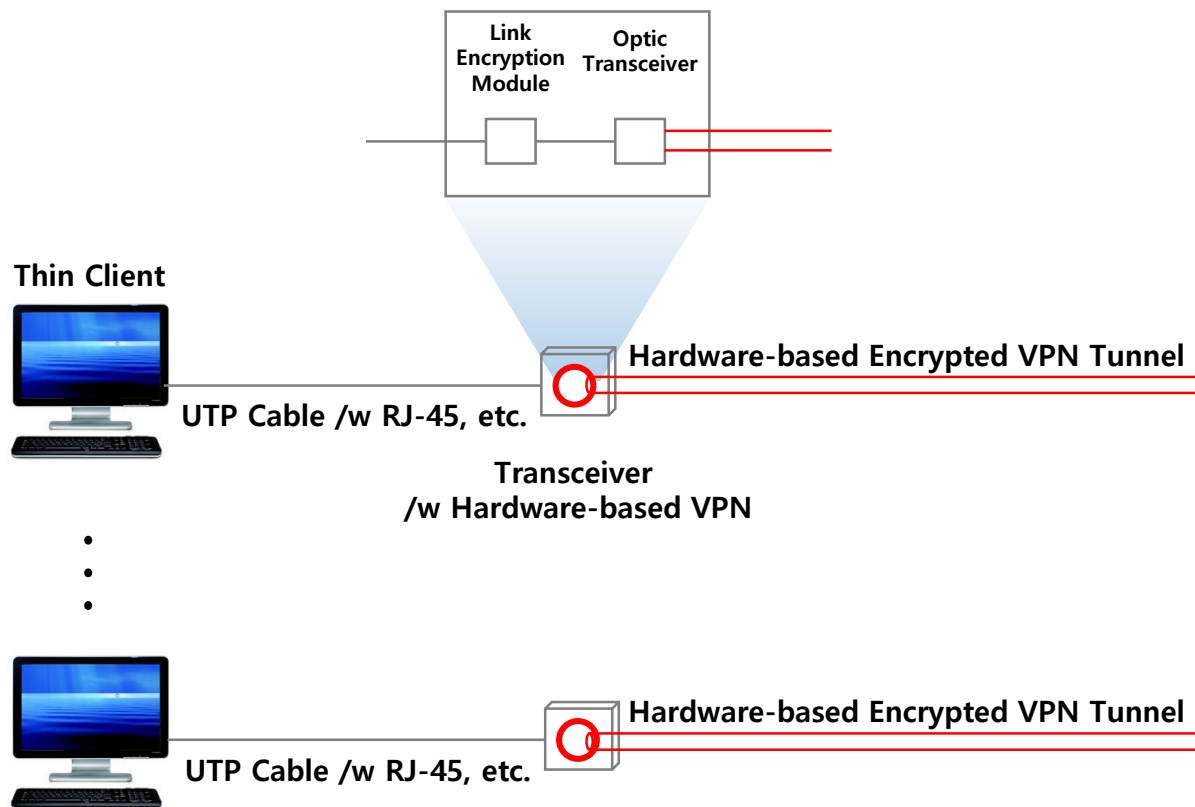 Link
Encryption
Module
Optic
Transceiver
Thin Client
Hardware-based Encrypted VPN Tunnel
UTP Cable /w RJ-45, etc.
Transceiver
/w Hardware-based VPN
Hardware-based Encrypted VPN Tunnel
UTP Cable /w RJ-45, etc.